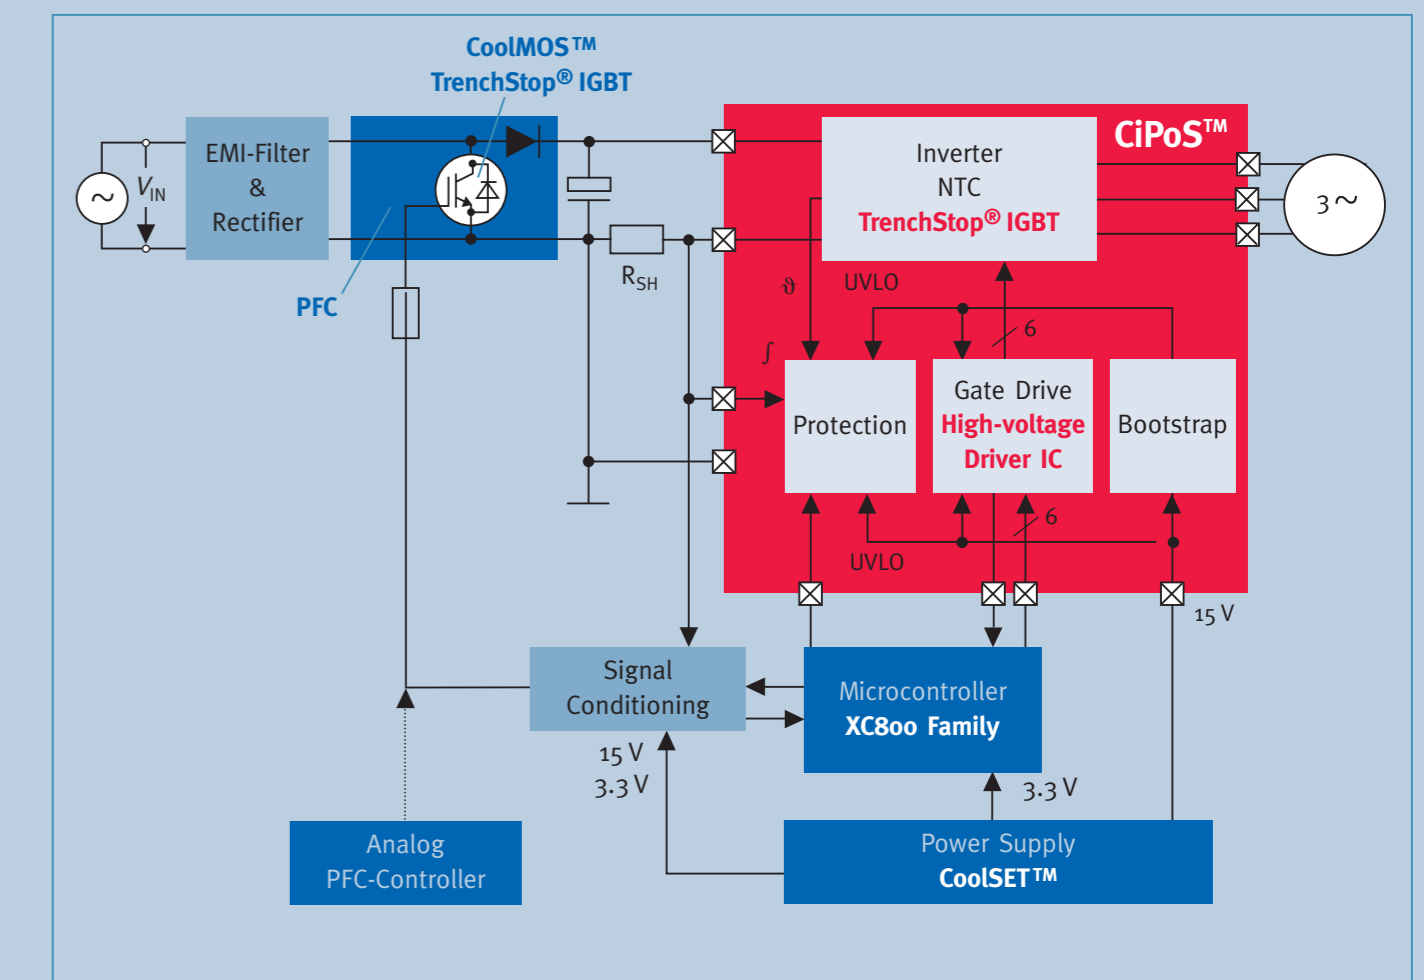 CoolMOS™
TrenchStop® IGBT
CiPoS™
EMI-Filter
&
Rectifier
~
VIN
PFC
RSH
Inverter
NTC
TrenchStop® IGBT
3~
ϑ
UVLO
6
∫
Protection
Gate Drive
High-voltage
Driver IC
Bootstrap
6
UVLO
15 V
Signal
Conditioning
Microcontroller
XC800 Family
15 V
3.3 V
3.3 V
Analog
PFC-Controller
Power Supply
CoolSET™